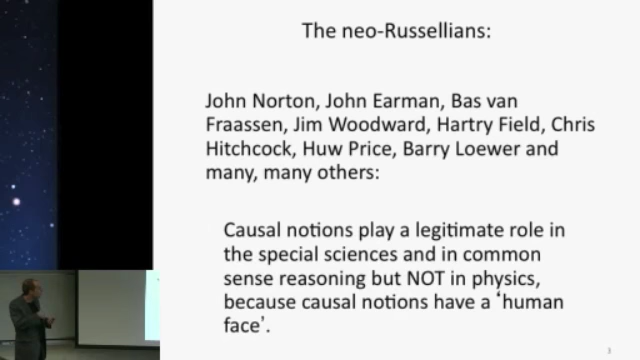 The neo-Russellians:
John Norton, John Earman, Bas van
Fraassen, Jim Woodward, Hartry Field, Chris
Hitchcock, Huw Price, Barry Loewer and
many, many others:
Causal notions play a legitimate role in
the special sciences and in common
sense reasoning but NOT in physics,
because causal notions have a ‘human
face’.
3